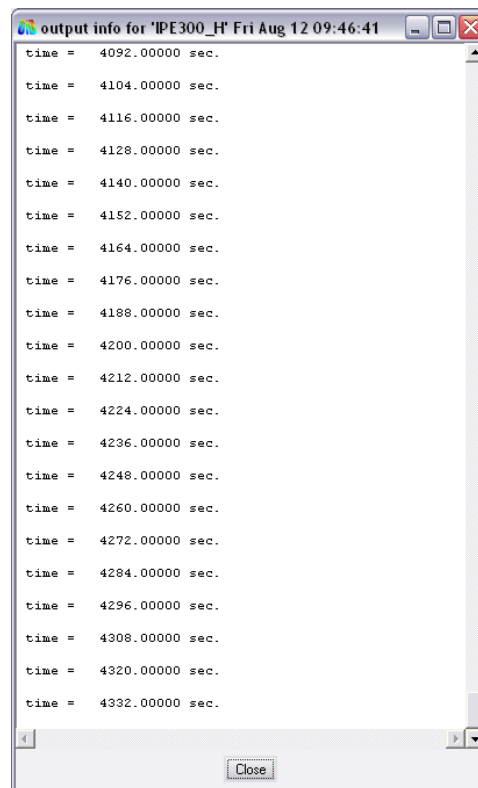 output info for 'IPE300_H' Fri Aug 12 09:46:41
time =   4092.00000 sec.
time =   4104.00000 sec.
time =   4116.00000 sec.
time =   4128.00000 sec.
time =   4140.00000 sec.
time =   4152.00000 sec.
time =   4164.00000 sec.
time =   4176.00000 sec.
time =   4188.00000 sec.
time =   4200.00000 sec.
time =   4212.00000 sec.
time =   4224.00000 sec.
time =   4236.00000 sec.
time =   4248.00000 sec.
time =   4260.00000 sec.
time =   4272.00000 sec.
time =   4284.00000 sec.
time =   4296.00000 sec.
time =   4308.00000 sec.
time =   4320.00000 sec.
time =   4332.00000 sec.
Close